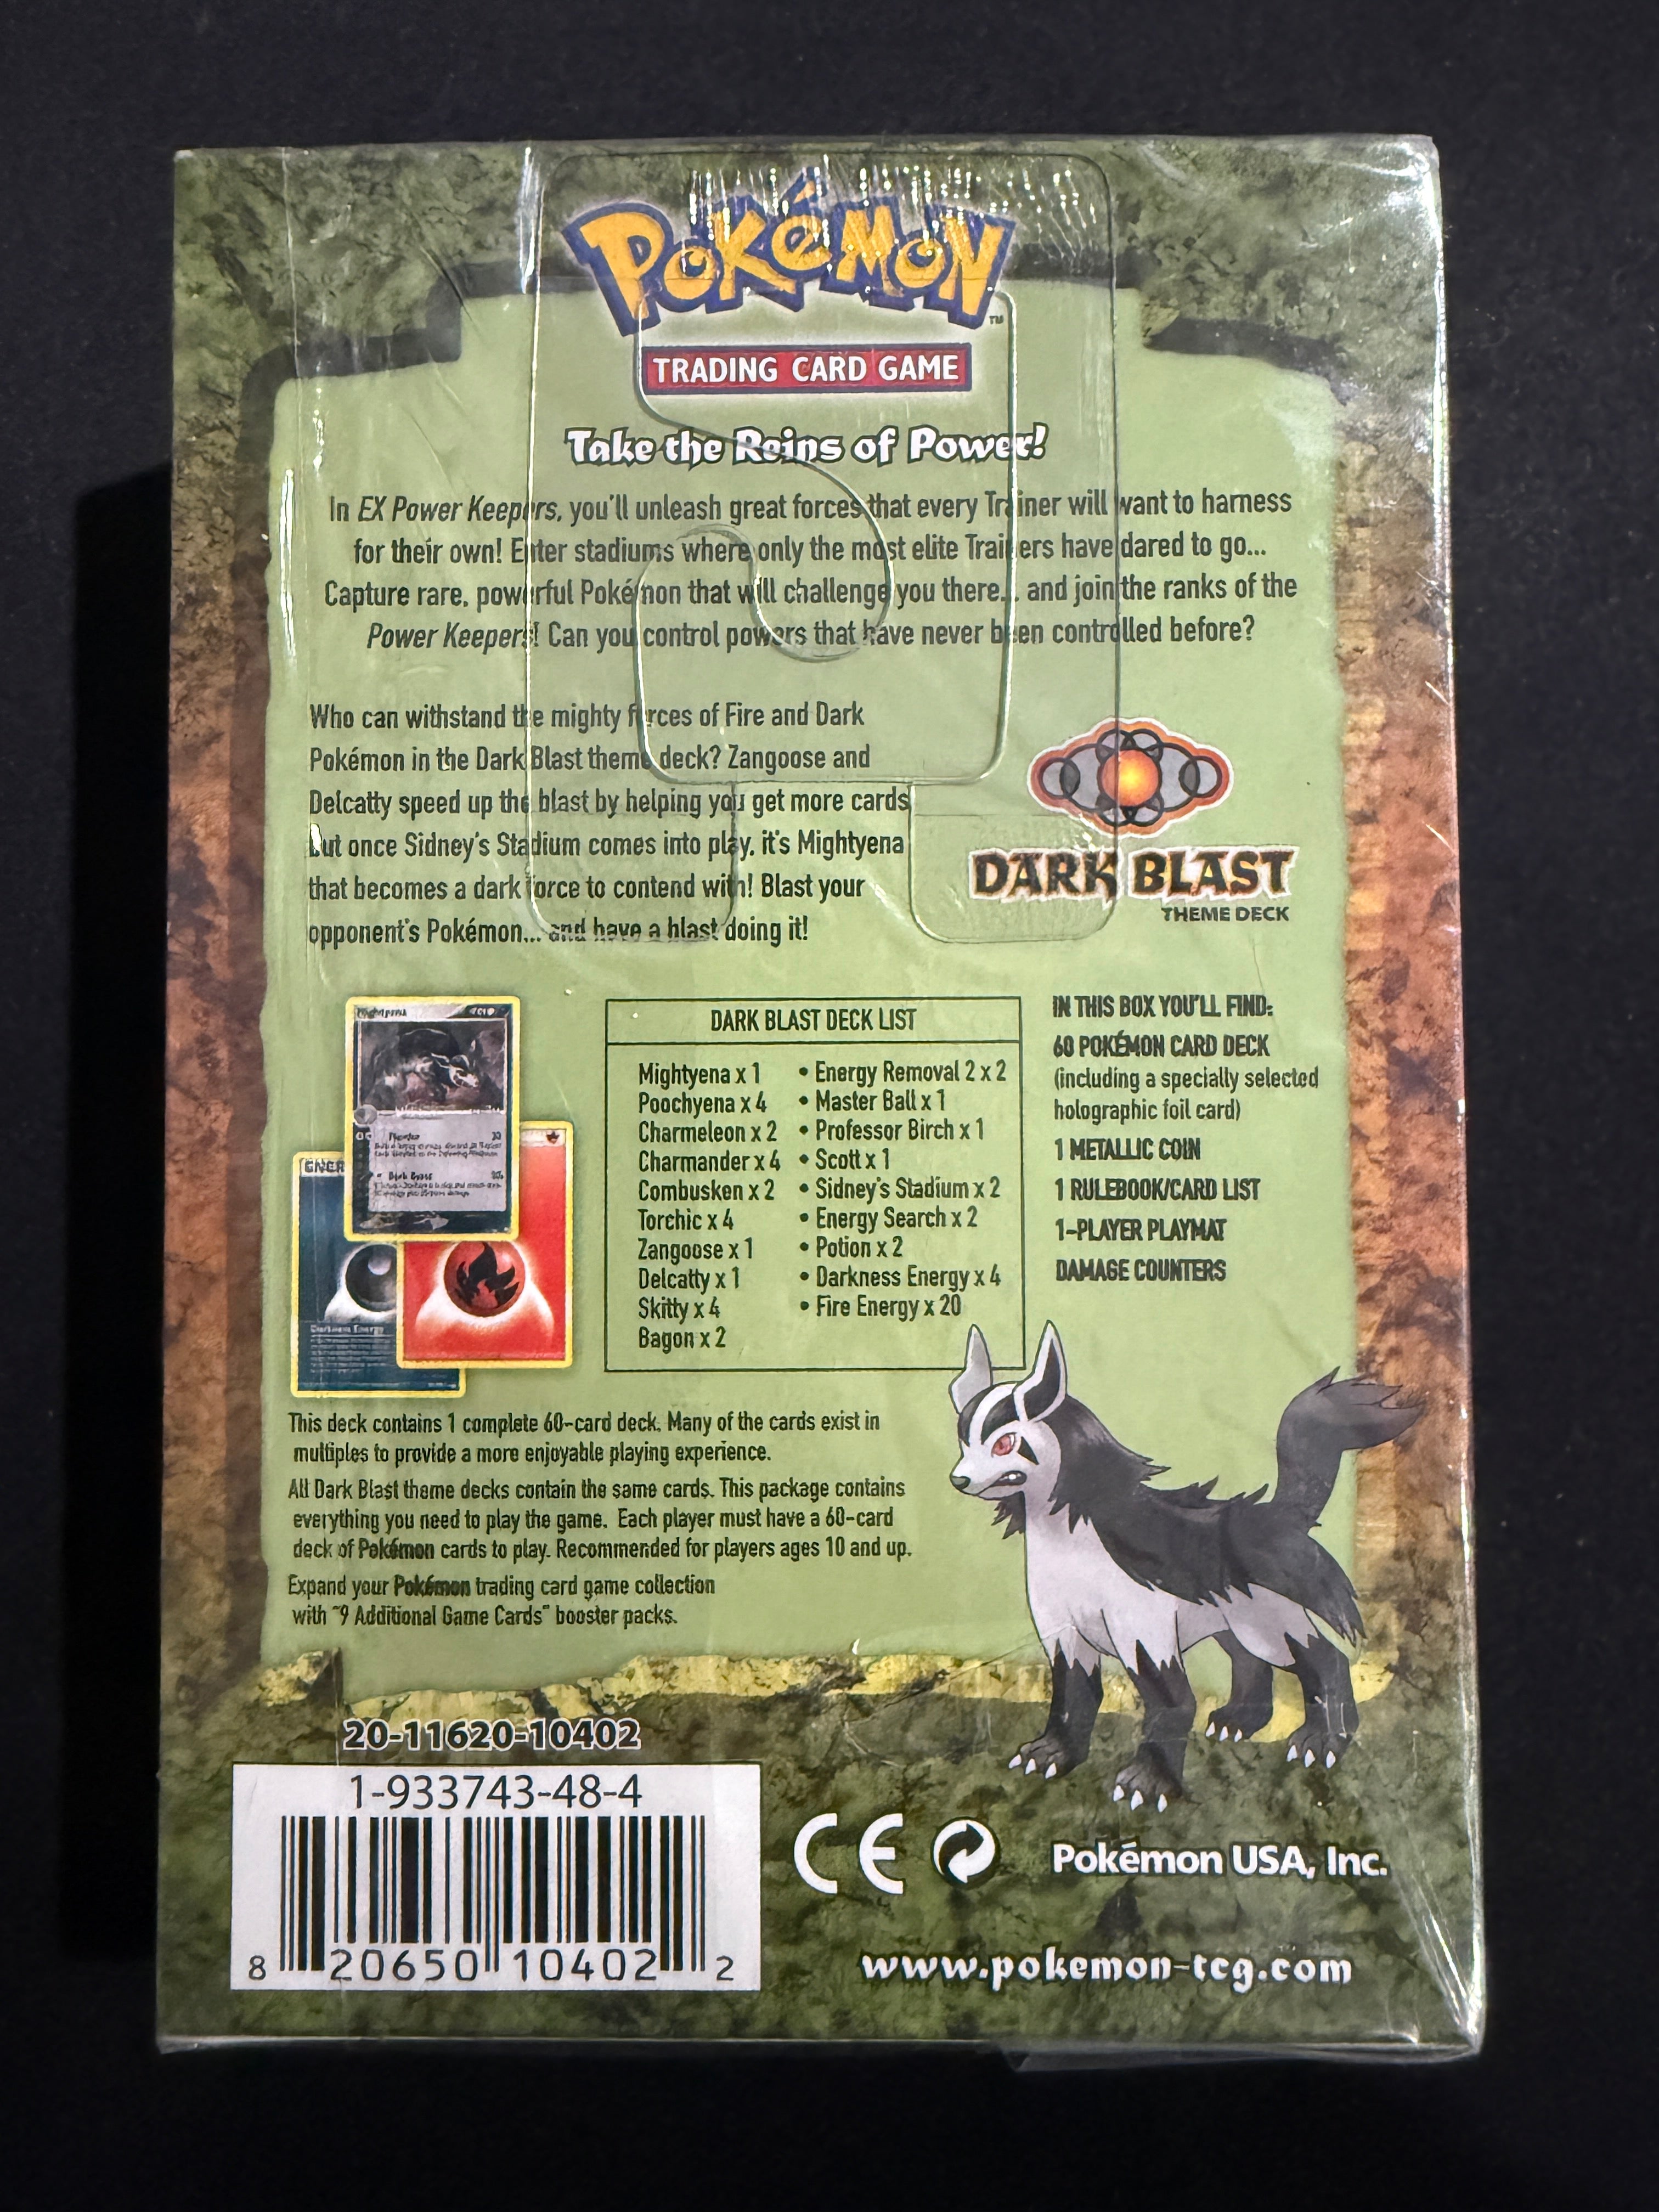 POKéMON
TM
TRADING CARD GAME
Take the Reins of Power!
In EX Power Keepers, you'll unleash great forces that every Trainer will want to harness
for their own! Enter stadiums where only the most elite Trainers have dared to go...
Capture rare, powerful Pokémon that will challenge you there... and join the ranks of the
Power Keepers! Can you control powers that have never been controlled before?
Who can withstand the mighty forces of Fire and Dark
Pokémon in the Dark Blast theme deck? Zangoose and
Delcatty speed up the blast by helping you get more cards
but once Sidney's Stadium comes into play, it's Mightyena
that becomes a dark force to contend with! Blast your
opponent's Pokémon... and have a blast doing it!
DARK BLAST
THEME DECK
Mightyena
ENER
Darkness Energy
DARK BLAST DECK LIST
Mightyena x 1
Poochyena x 4
Charmeleon x 2
Charmander x 4
Combusken x 2
Torchic x 4
Zangoose x 1
Delcatty x 1
Skitty x 4
Bagon x 2
• Energy Removal 2 x 2
• Master Ball x 1
• Professor Birch x 1
• Scott x 1
• Sidney's Stadium x 2
• Energy Search x 2
• Potion x 2
• Darkness Energy x 4
• Fire Energy x 20
IN THIS BOX YOU'LL FIND:
60 POKÉMON CARD DECK
(including a specially selected
holographic foil card)
1 METALLIC COIN
1 RULEBOOK/CARD LIST
1-PLAYER PLAYMAT
DAMAGE COUNTERS
This deck contains 1 complete 60-card deck. Many of the cards exist in
multiples to provide a more enjoyable playing experience.
All Dark Blast theme decks contain the same cards. This package contains
everything you need to play the game. Each player must have a 60-card
deck of Pokémon cards to play. Recommended for players ages 10 and up.
Expand your Pokémon trading card game collection
with "9 Additional Game Cards" booster packs.
20-11620-10402
1-933743-48-4
8 20650 10402 2
CE
Pokémon USA, Inc.
www.pokemon-tcg.com